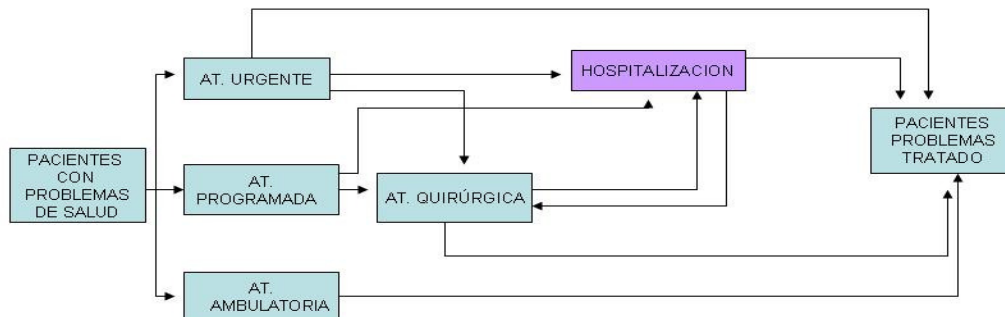 PACIENTES
CON
PROBLEMAS
DE SALUD
AT. URGENTE
AT.
PROGRAMADA
AT.
AMBULATORIA
AT. QUIRÚRGICA
HOSPITALIZACION
PACIENTES
PROBLEMAS
TRATADO